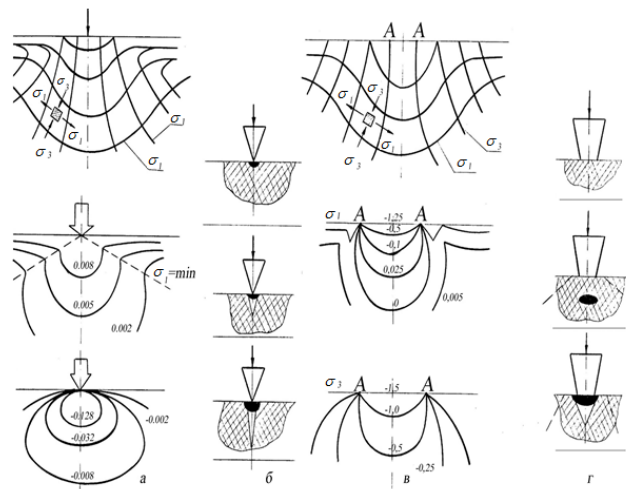 A A
σ₃
σ₁
σ₁
σ₃
σ₁
σ₁
σ₃
σ₁
σ₁
σ₃
σ₁
σ₃
0.008
σ₁=min
0.005
0.002
σ₁
A
-1,25
A
-0,5
-0,1
0,025
0,005
0
-0.128
-0.002
-0.032
-0.008
σ₃
A
-1,5
A
-1,0
-0,5
-0,25
а
б
в
г